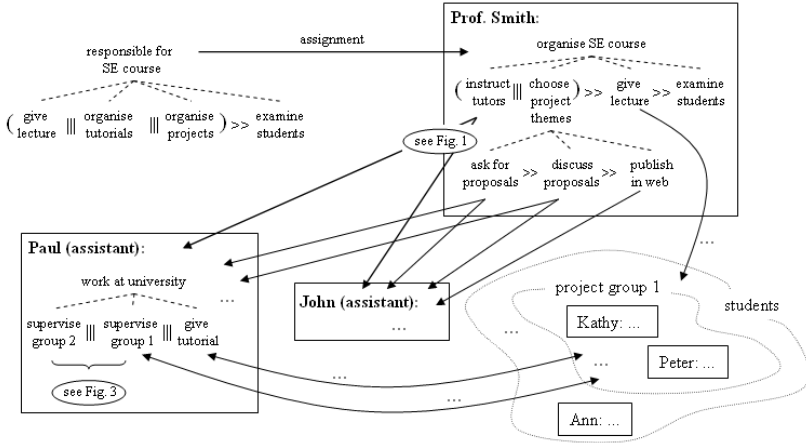 Prof. Smith:
responsible for
SE course
assignment
organise SE course
( give
lecture ||| organise
tutorials ||| organise
projects ) >> examine
students
( instruct
tutors ||| choose
project
themes ) >> give
lecture >> examine
students
see Fig. 1
ask for
proposals >> discuss
proposals >> publish
in web
Paul (assistant):
work at university
...
supervise
group 2 ||| supervise
group 1 ||| give
tutorial
see Fig. 3
John (assistant):
...
...
project group 1
students
Kathy: ...
...
...
Peter: ...
...
...
Ann: ...